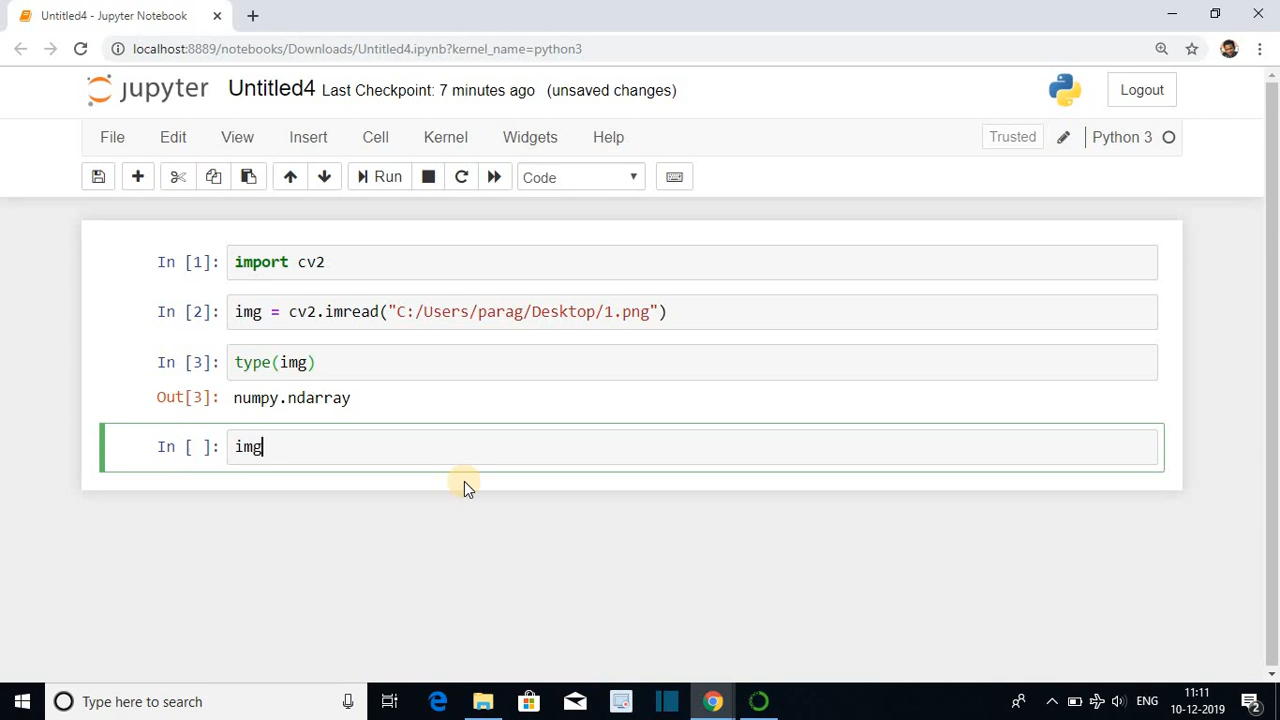 Untitled4 - Jupyter Notebook
localhost:8889/notebooks/Downloads/Untitled4.ipynb?kernel_name=python3
jupyter Untitled4 Last Checkpoint: 7 minutes ago (unsaved changes) Logout
File Edit View Insert Cell Kernel Widgets Help Trusted Python 3
Run Code
In [1]: import cv2
In [2]: img = cv2.imread("C:/Users/parag/Desktop/1.png")
In [3]: type(img)
Out[3]: numpy.ndarray
In [ ]: img
Type here to search ENG 11:11
10-12-2019 2